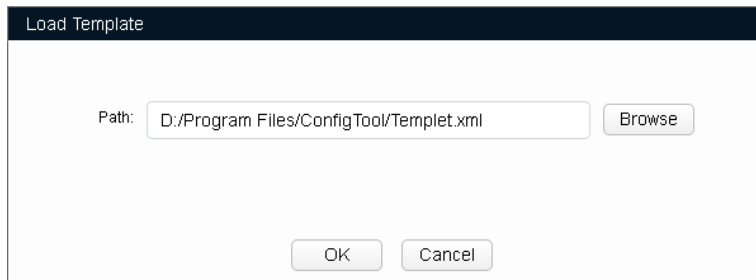 Load Template
Path: D:/Program Files/ConfigTool/Templet.xml Browse
OK Cancel